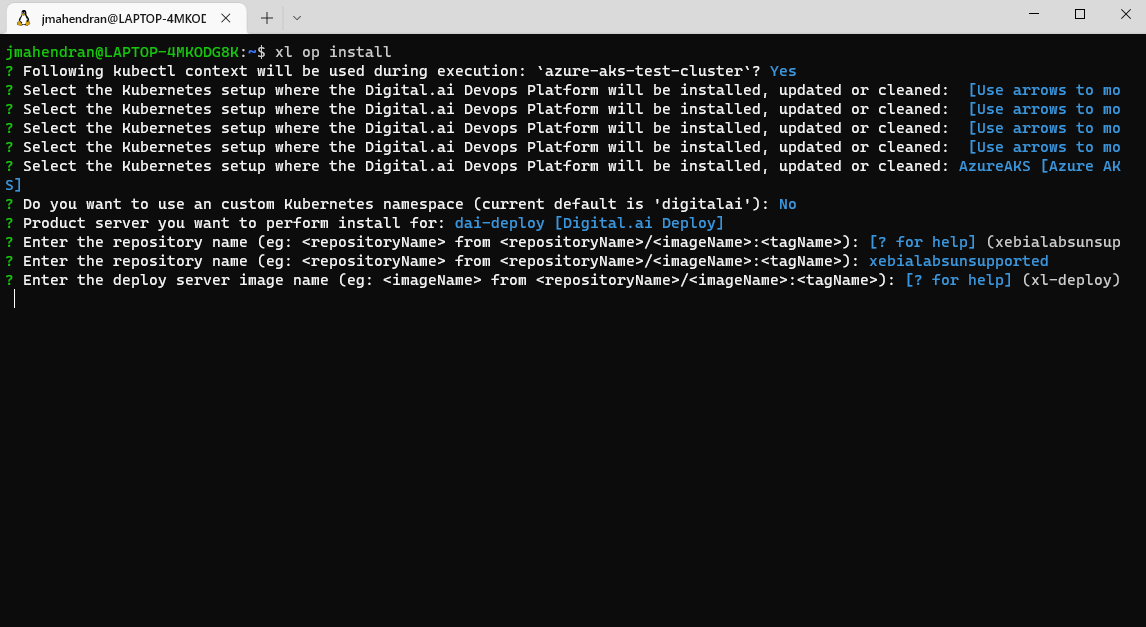 jmahendran@LAPTOP-4MKOD
jmahendran@LAPTOP-4MKODG8K:~$ xl op install
? Following kubectl context will be used during execution: `azure-aks-test-cluster`? Yes
? Select the Kubernetes setup where the Digital.ai Devops Platform will be installed, updated or cleaned:  [Use arrows to mo
? Select the Kubernetes setup where the Digital.ai Devops Platform will be installed, updated or cleaned:  [Use arrows to mo
? Select the Kubernetes setup where the Digital.ai Devops Platform will be installed, updated or cleaned:  [Use arrows to mo
? Select the Kubernetes setup where the Digital.ai Devops Platform will be installed, updated or cleaned:  [Use arrows to mo
? Select the Kubernetes setup where the Digital.ai Devops Platform will be installed, updated or cleaned: AzureAKS [Azure AK
S]
? Do you want to use an custom Kubernetes namespace (current default is 'digitalai'): No
? Product server you want to perform install for: dai-deploy [Digital.ai Deploy]
? Enter the repository name (eg: <repositoryName> from <repositoryName>/<imageName>:<tagName>): [? for help] (xebialabsunsup
? Enter the repository name (eg: <repositoryName> from <repositoryName>/<imageName>:<tagName>): xebialabsunsupported
? Enter the deploy server image name (eg: <imageName> from <repositoryName>/<imageName>:<tagName>): [? for help] (xl-deploy)